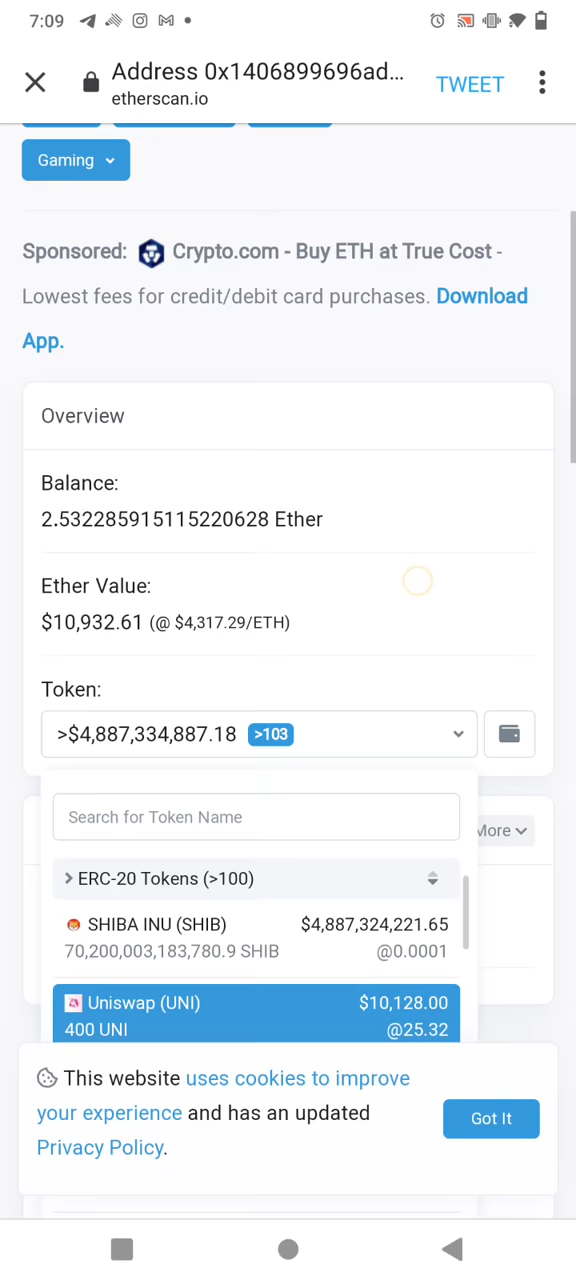 7:09
Address 0x1406899696ad...
etherscan.io
TWEET
Gaming
Sponsored: Crypto.com - Buy ETH at True Cost -
Lowest fees for credit/debit card purchases. Download
App.
Overview
Balance:
2.532285915115220628 Ether
Ether Value:
$10,932.61 (@ $4,317.29/ETH)
Token:
>$4,887,334,887.18 >103
More
Search for Token Name
ERC-20 Tokens (>100)
SHIBA INU (SHIB) $4,887,324,221.65
70,200,003,183,780.9 SHIB @0.0001
Uniswap (UNI) $10,128.00
400 UNI @25.32
This website uses cookies to improve
your experience and has an updated
Privacy Policy.
Got It